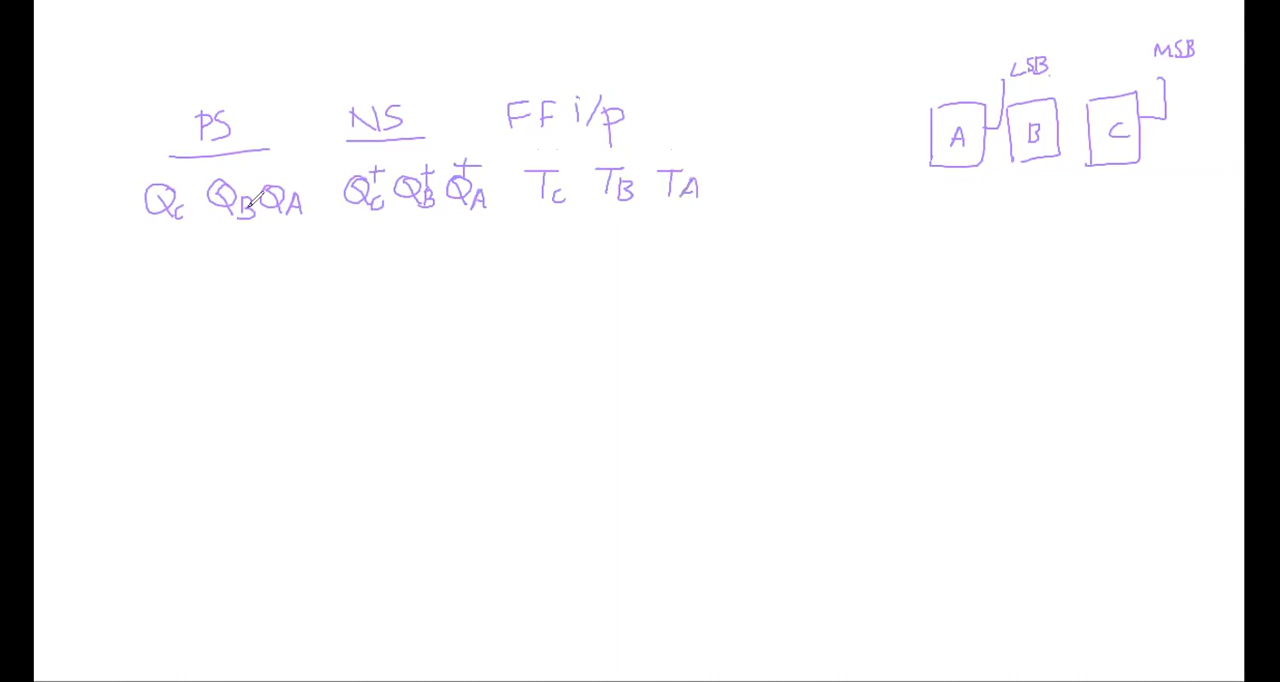 PS NS FF i/p
Qc QB QA Qc⁺ QB⁺ QA⁺ Tc TB TA
LSB MSB
A B C